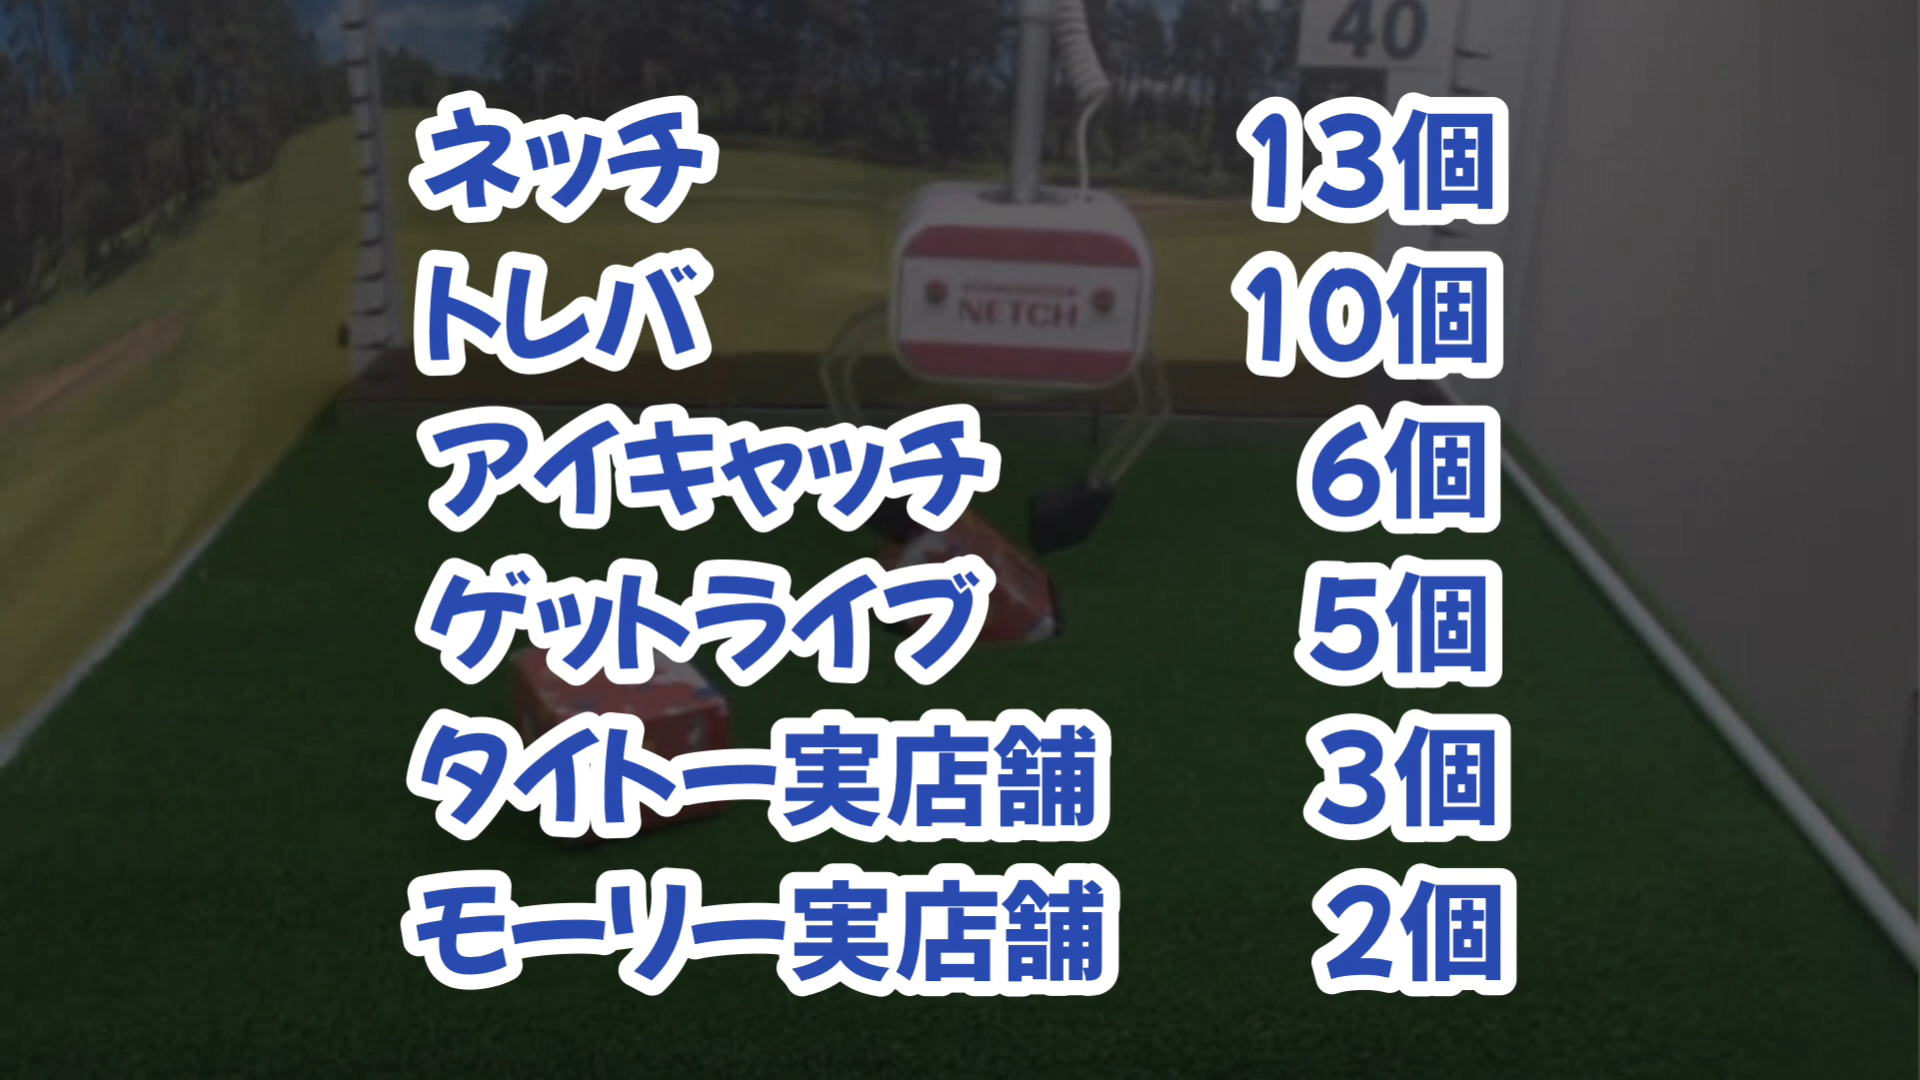 40
NETCH
ネッチ 13個
トレバ 10個
アイキャッチ 6個
ゲットライブ 5個
タイトー実店舗 3個
モーリー実店舗 2個